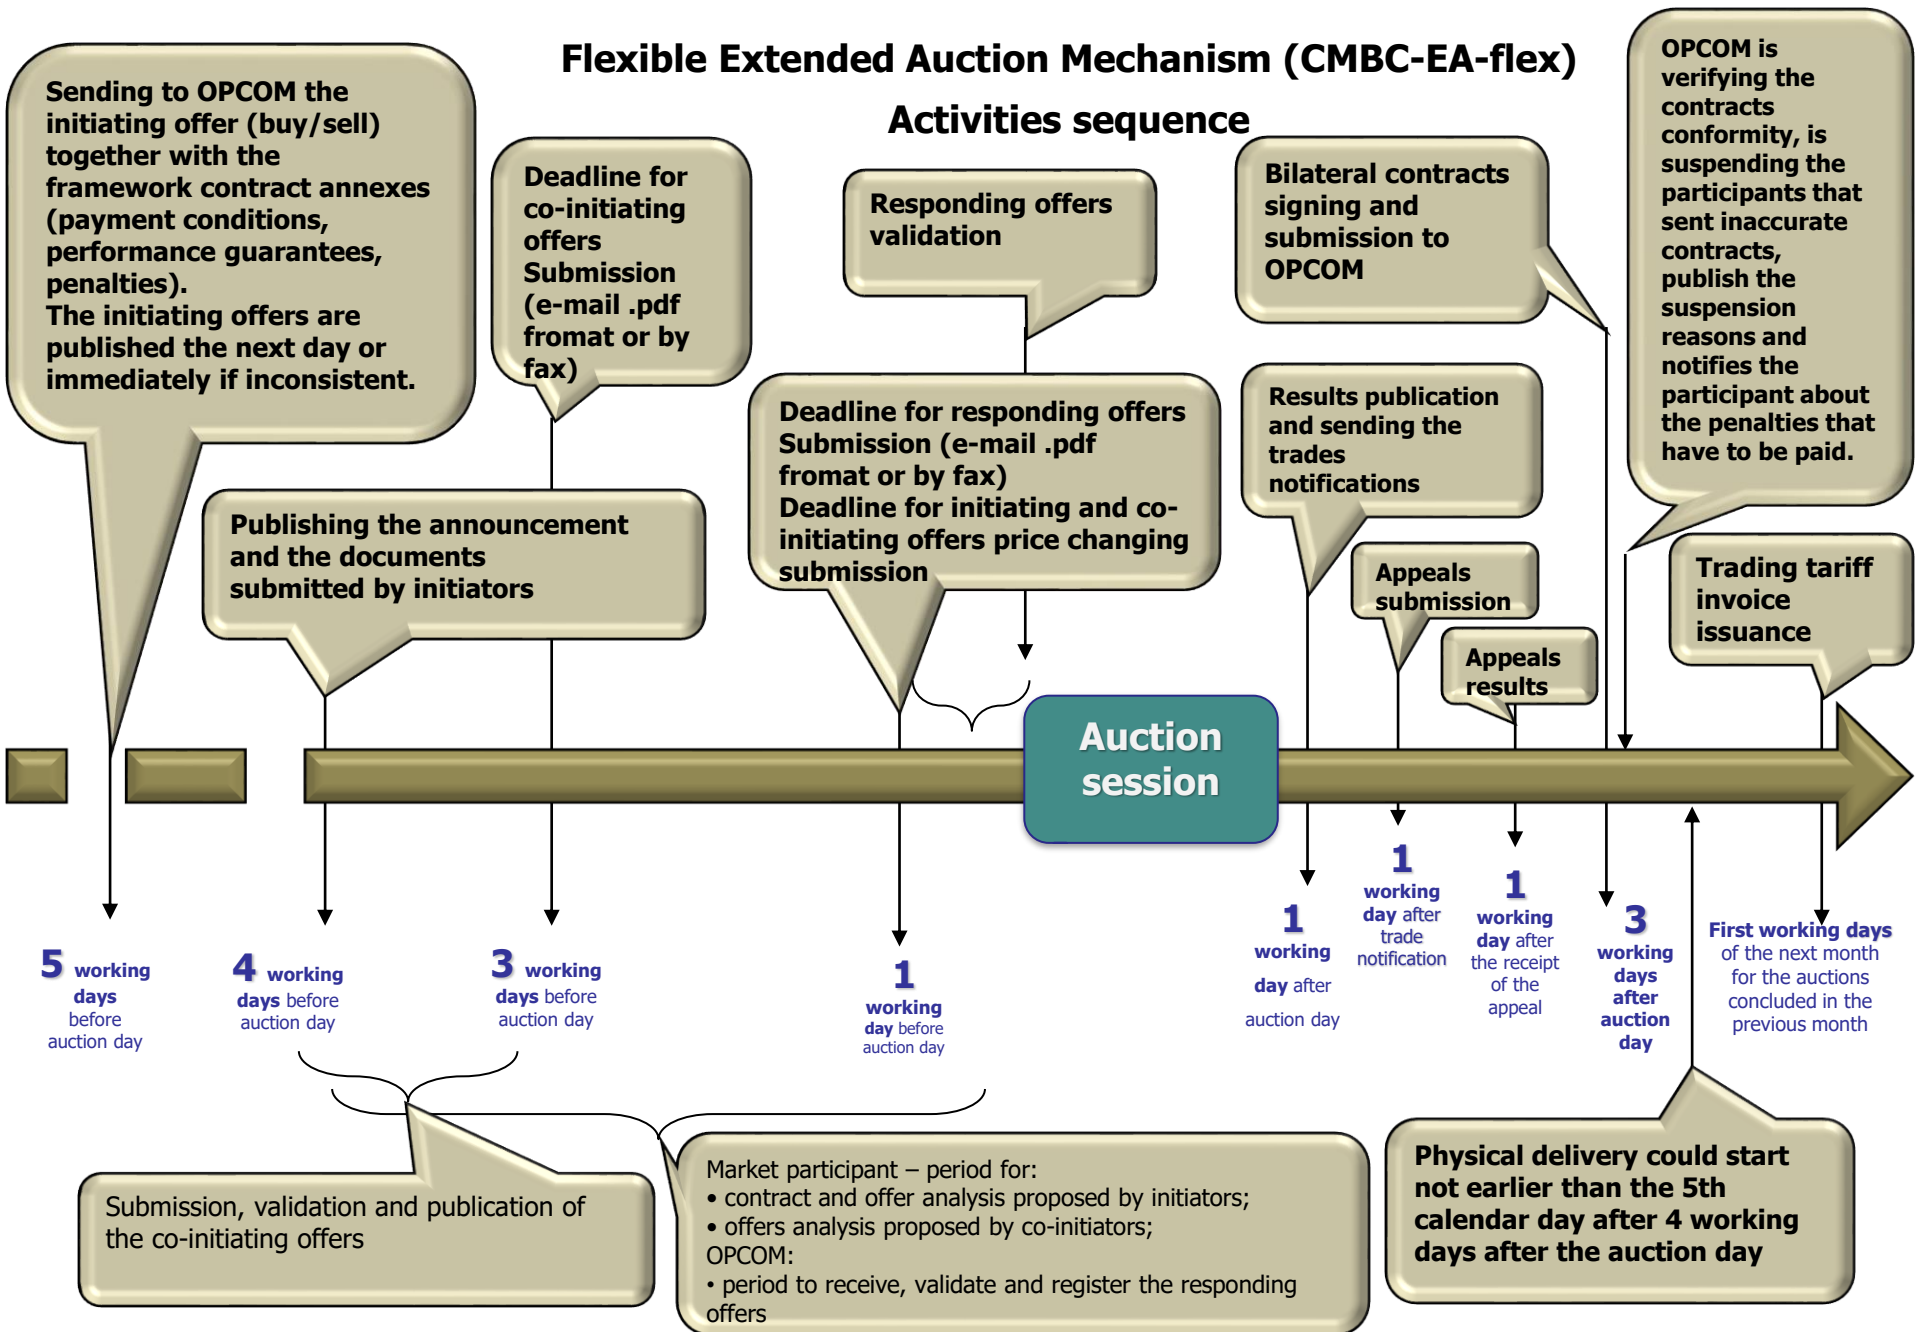 Flexible Extended Auction Mechanism (CMBC-EA-flex)
Activities sequence
Sending to OPCOM the
initiating offer (buy/sell)
together with the
framework contract annexes
(payment conditions,
performance guarantees,
penalties).
The initiating offers are
published the next day or
immediately if inconsistent.
Deadline for
co-initiating
offers
Submission
(e-mail .pdf
fromat or by
fax)
Publishing the announcement
and the documents
submitted by initiators
Responding offers
validation
Deadline for responding offers
Submission (e-mail .pdf
fromat or by fax)
Deadline for initiating and co-
initiating offers price changing
submission
Bilateral contracts
signing and
submission to
OPCOM
Results publication
and sending the
trades
notifications
Appeals
submission
Appeals
results
OPCOM is
verifying the
contracts
conformity, is
suspending the
participants that
sent inaccurate
contracts,
publish the
suspension
reasons and
notifies the
participant about
the penalties that
have to be paid.
Trading tariff
invoice
issuance
Auction
session
5 working
days
before
auction day
4 working
days before
auction day
3 working
days before
auction day
1
working
day before
auction day
1
working
day after
auction day
1
working
day after
trade
notification
1
working
day after
the receipt
of the
appeal
3
working
days
after
auction
day
First working days
of the next month
for the auctions
concluded in the
previous month
Submission, validation and publication of
the co-initiating offers
Market participant – period for:
• contract and offer analysis proposed by initiators;
• offers analysis proposed by co-initiators;
OPCOM:
• period to receive, validate and register the responding
offers
Physical delivery could start
not earlier than the 5th
calendar day after 4 working
days after the auction day